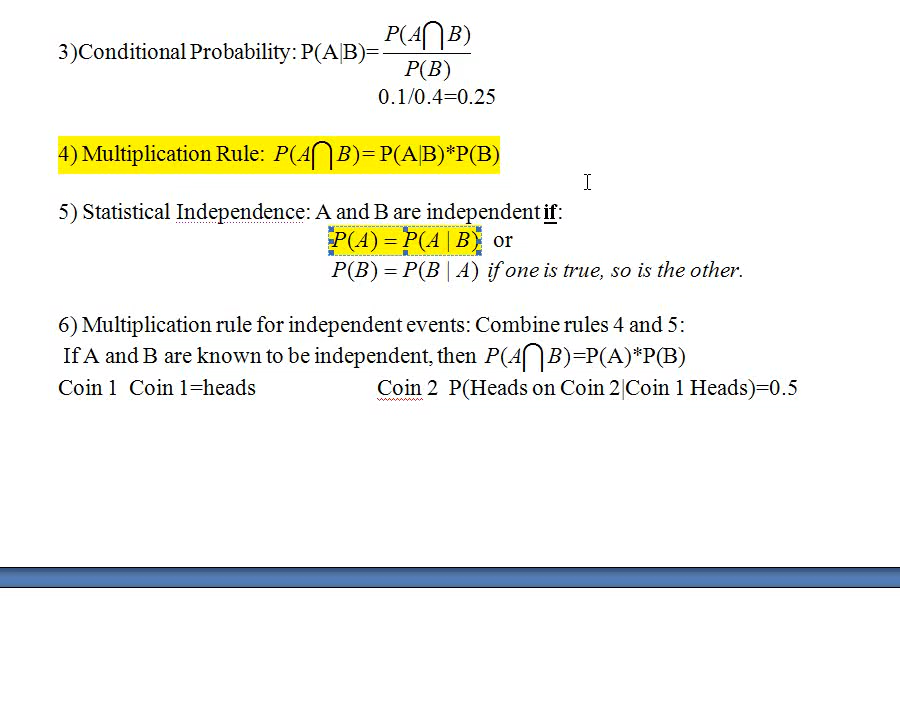 3)Conditional Probability: P(A|B)= P(A⋂B)
P(B)
0.1/0.4=0.25
4) Multiplication Rule: P(A⋂B)= P(A|B)*P(B)
5) Statistical Independence: A and B are independent if:
P(A) = P(A | B) or
P(B) = P(B | A) if one is true, so is the other.
6) Multiplication rule for independent events: Combine rules 4 and 5:
If A and B are known to be independent, then P(A⋂B)=P(A)*P(B)
Coin 1 Coin 1=heads Coin 2 P(Heads on Coin 2|Coin 1 Heads)=0.5